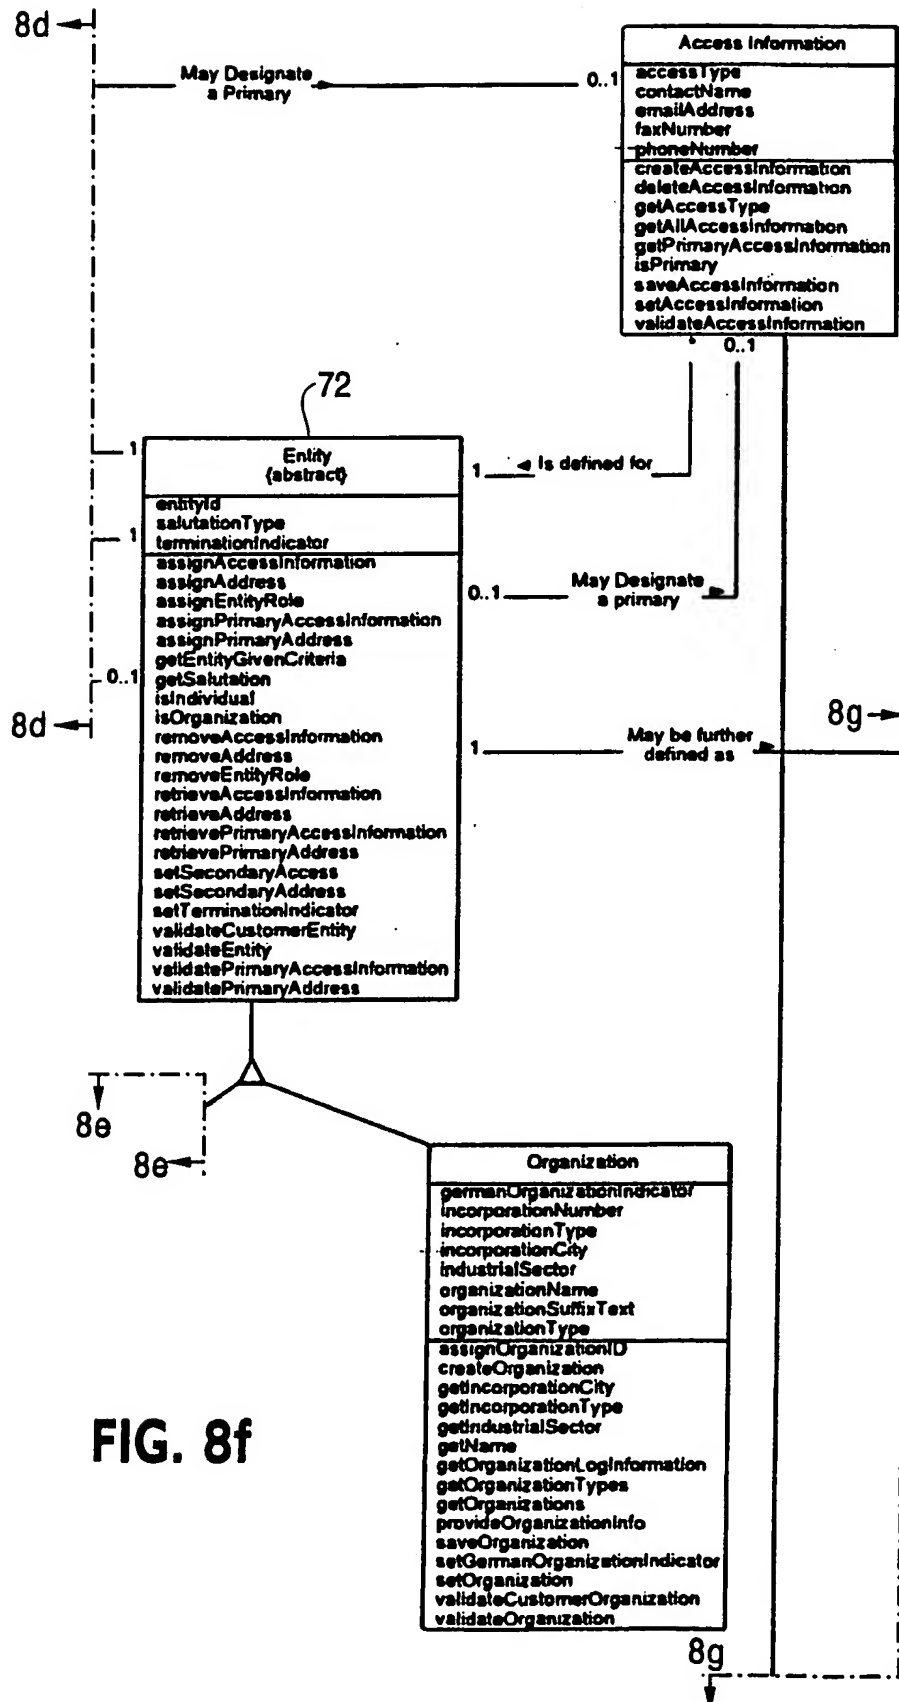 8d
Access Information
May Designate
a Primary
0..1
accessType
contactName
emailAddress
faxNumber
phoneNumber
createAccessInformation
deleteAccessInformation
getAccessType
getAllAccessInformation
getPrimaryAccessInformation
isPrimary
saveAccessInformation
setAccessInformation
validateAccessInformation
*
0..1
72
1
Entity
{abstract}
1
Is defined for
entityId
salutationType
1
terminationIndicator
assignAccessInformation
assignAddress
assignEntityRole
assignPrimaryAccessInformation
assignPrimaryAddress
getEntityGivenCriteria
getSalutation
isIndividual
isOrganization
removeAccessInformation
removeAddress
removeEntityRole
retrieveAccessInformation
retrieveAddress
retrievePrimaryAccessInformation
retrievePrimaryAddress
setSecondaryAccess
setSecondaryAddress
setTerminationIndicator
validateCustomerEntity
validateEntity
validatePrimaryAccessInformation
validatePrimaryAddress
0..1
May Designate
a primary
0..1
8d
8g
1
May be further
defined as
8e
8e
Organization
germanOrganizationIndicator
incorporationNumber
incorporationType
incorporationCity
industrialSector
organizationName
organizationSuffixText
organizationType
assignOrganizationID
createOrganization
getIncorporationCity
getIncorporationType
getIndustrialSector
getName
getOrganizationLogInformation
getOrganizationTypes
getOrganizations
provideOrganizationInfo
saveOrganization
setGermanOrganizationIndicator
setOrganization
validateCustomerOrganization
validateOrganization
FIG. 8f
8g